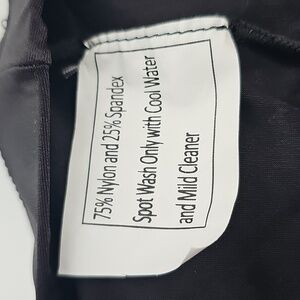 75% Nylon and 25% Spandex
Spot Wash Only with Cool Water
and Mild Cleaner